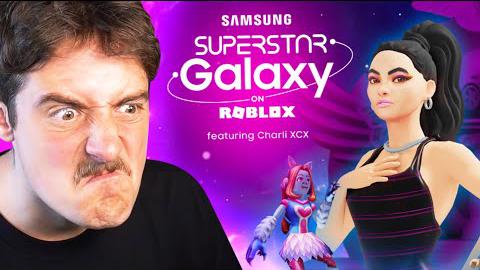 SAMSUNG
SUPERSTAR
Galaxy
ON
ROBLOX
featuring Charli XCX